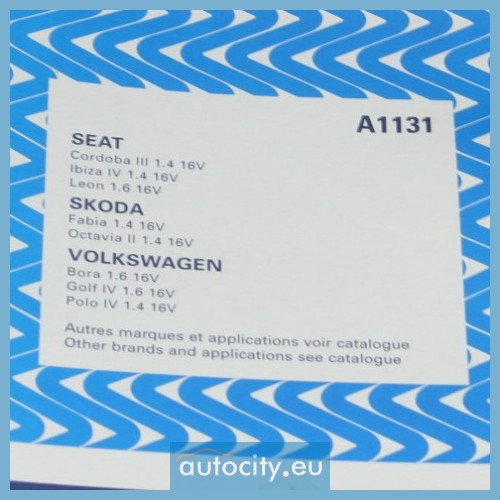 A1131
SEAT
Cordoba III 1.4 16V
Ibiza IV 1.4 16V
Leon 1.6 16V
SKODA
Fabia 1.4 16V
Octavia II 1.4 16V
VOLKSWAGEN
Bora 1.6 16V
Golf IV 1.6 16V
Polo IV 1.4 16V
Autres marques et applications voir catalogue
Other brands and applications see catalogue
autocity.eu